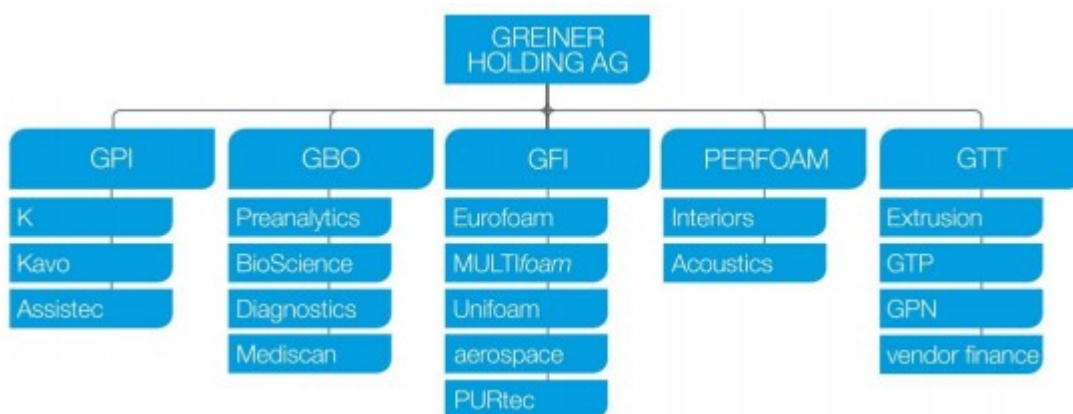 GREINER
HOLDING AG
GPI
GBO
GFI
PERFOAM
GTT
K
Preanalytics
Eurofoam
Interiors
Extrusion
Kavo
BioScience
MULTIfoam
Acoustics
GTP
Assistec
Diagnostics
Unifoam
GPN
Mediscan
aerospace
vendor finance
PURtec